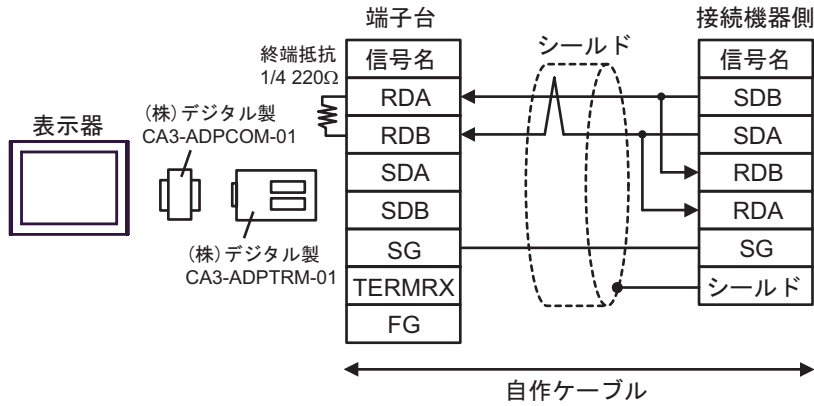 端子台
接続機器側
シールド
終端抵抗
1/4 220Ω
信号名
信号名
RDA
SDB
RDB
SDA
SDA
RDB
SDB
RDA
SG
SG
TERMRX
シールド
FG
表示器
(株)デジタル製
CA3-ADPCOM-01
(株)デジタル製
CA3-ADPTRM-01
自作ケーブル